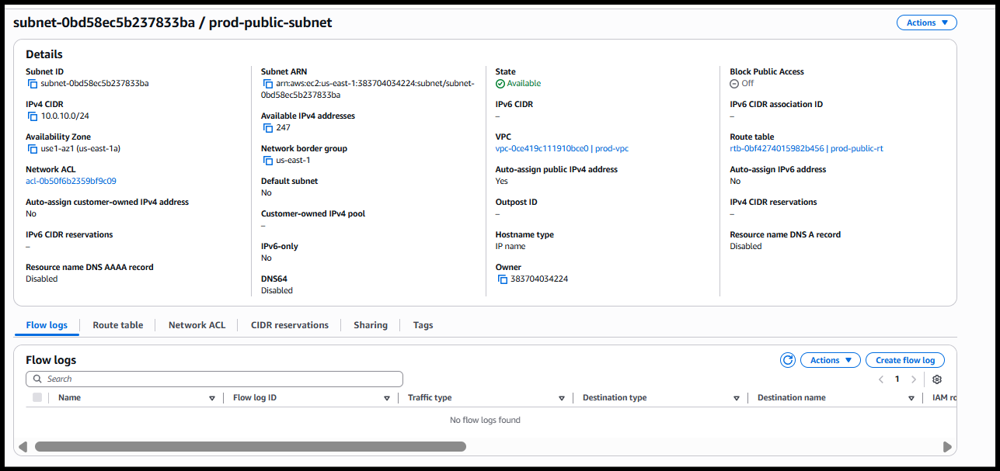 subnet-0bd58ec5b237833ba / prod-public-subnet
Actions
Details
Subnet ID
subnet-0bd58ec5b237833ba
IPv4 CIDR
10.0.10.0/24
Availability Zone
use1-az1 (us-east-1a)
Network ACL
acl-0b50f6b2359bf9c09
Auto-assign customer-owned IPv4 address
No
IPv6 CIDR reservations
–
Resource name DNS AAAA record
Disabled
Subnet ARN
arn:aws:ec2:us-east-1:383704034224:subnet/subnet-
0bd58ec5b237833ba
Available IPv4 addresses
247
Network border group
us-east-1
Default subnet
No
Customer-owned IPv4 pool
–
IPv6-only
No
DNS64
Disabled
State
Available
IPv6 CIDR
–
VPC
vpc-0ce419c111910bce0 | prod-vpc
Auto-assign public IPv4 address
Yes
Outpost ID
–
Hostname type
IP name
Owner
383704034224
Block Public Access
Off
IPv6 CIDR association ID
–
Route table
rtb-0bf4274015982b456 | prod-public-rt
Auto-assign IPv6 address
No
IPv4 CIDR reservations
–
Resource name DNS A record
Disabled
Flow logs Route table Network ACL CIDR reservations Sharing Tags
Flow logs
Actions Create flow log
Search
1
Name Flow log ID Traffic type Destination type Destination name IAM ro
No flow logs found